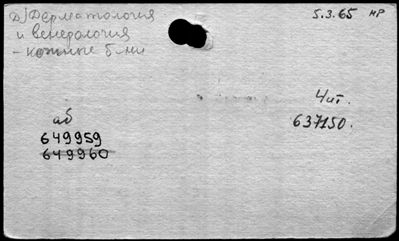 Д) Дерматология
и венерология
- кожные б-ни
5.3.65 нр
аб
649959
649960
Чит.
637150.